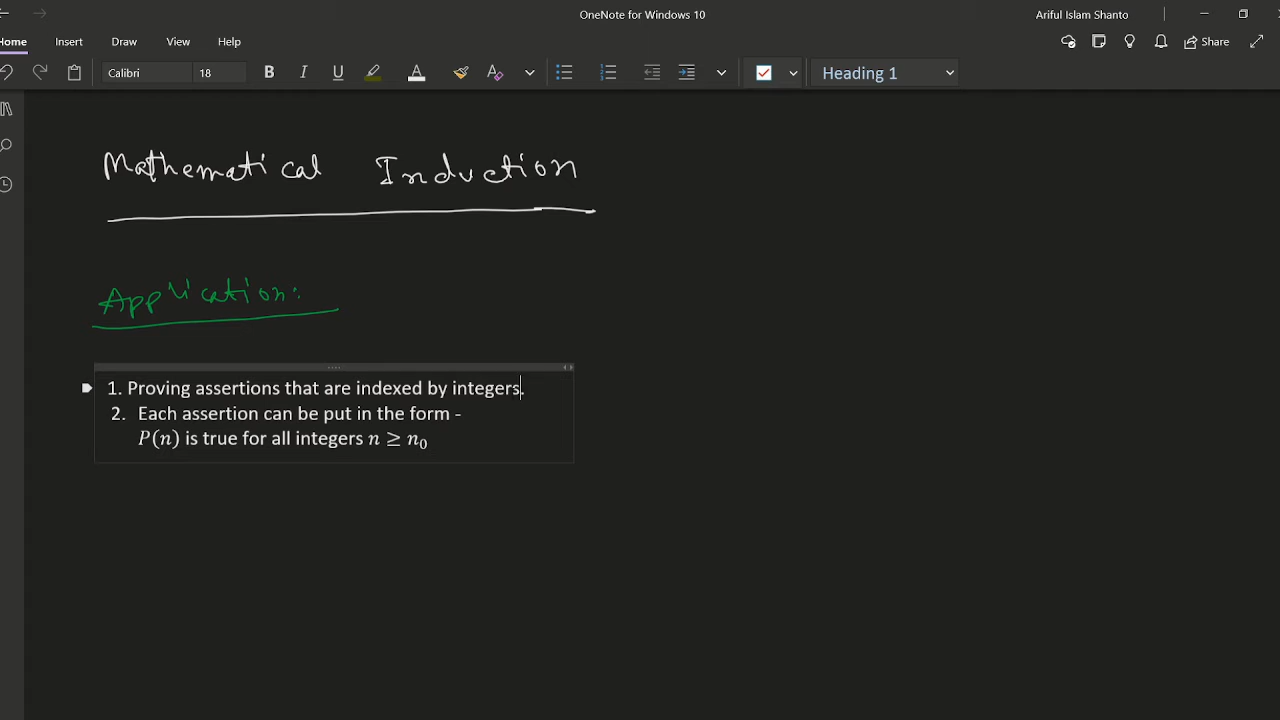 OneNote for Windows 10
Ariful Islam Shanto
Home Insert Draw View Help
Share
Calibri 18 B I U A A Heading 1
Mathematical Induction
Application:
1. Proving assertions that are indexed by integers.
2. Each assertion can be put in the form -
P(n) is true for all integers n ≥ n₀